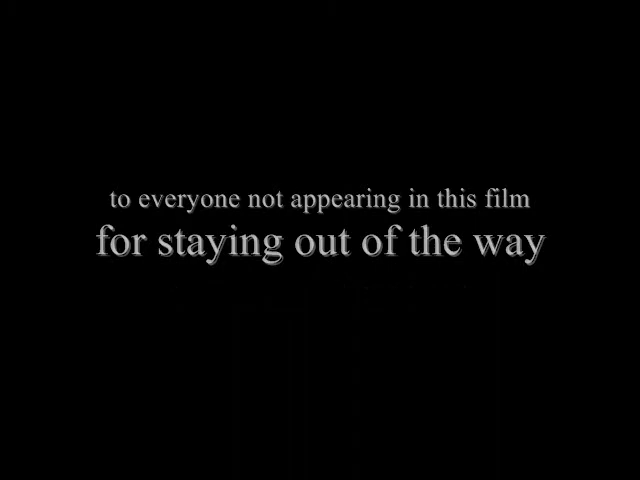 to everyone not appearing in this film
for staying out of the way